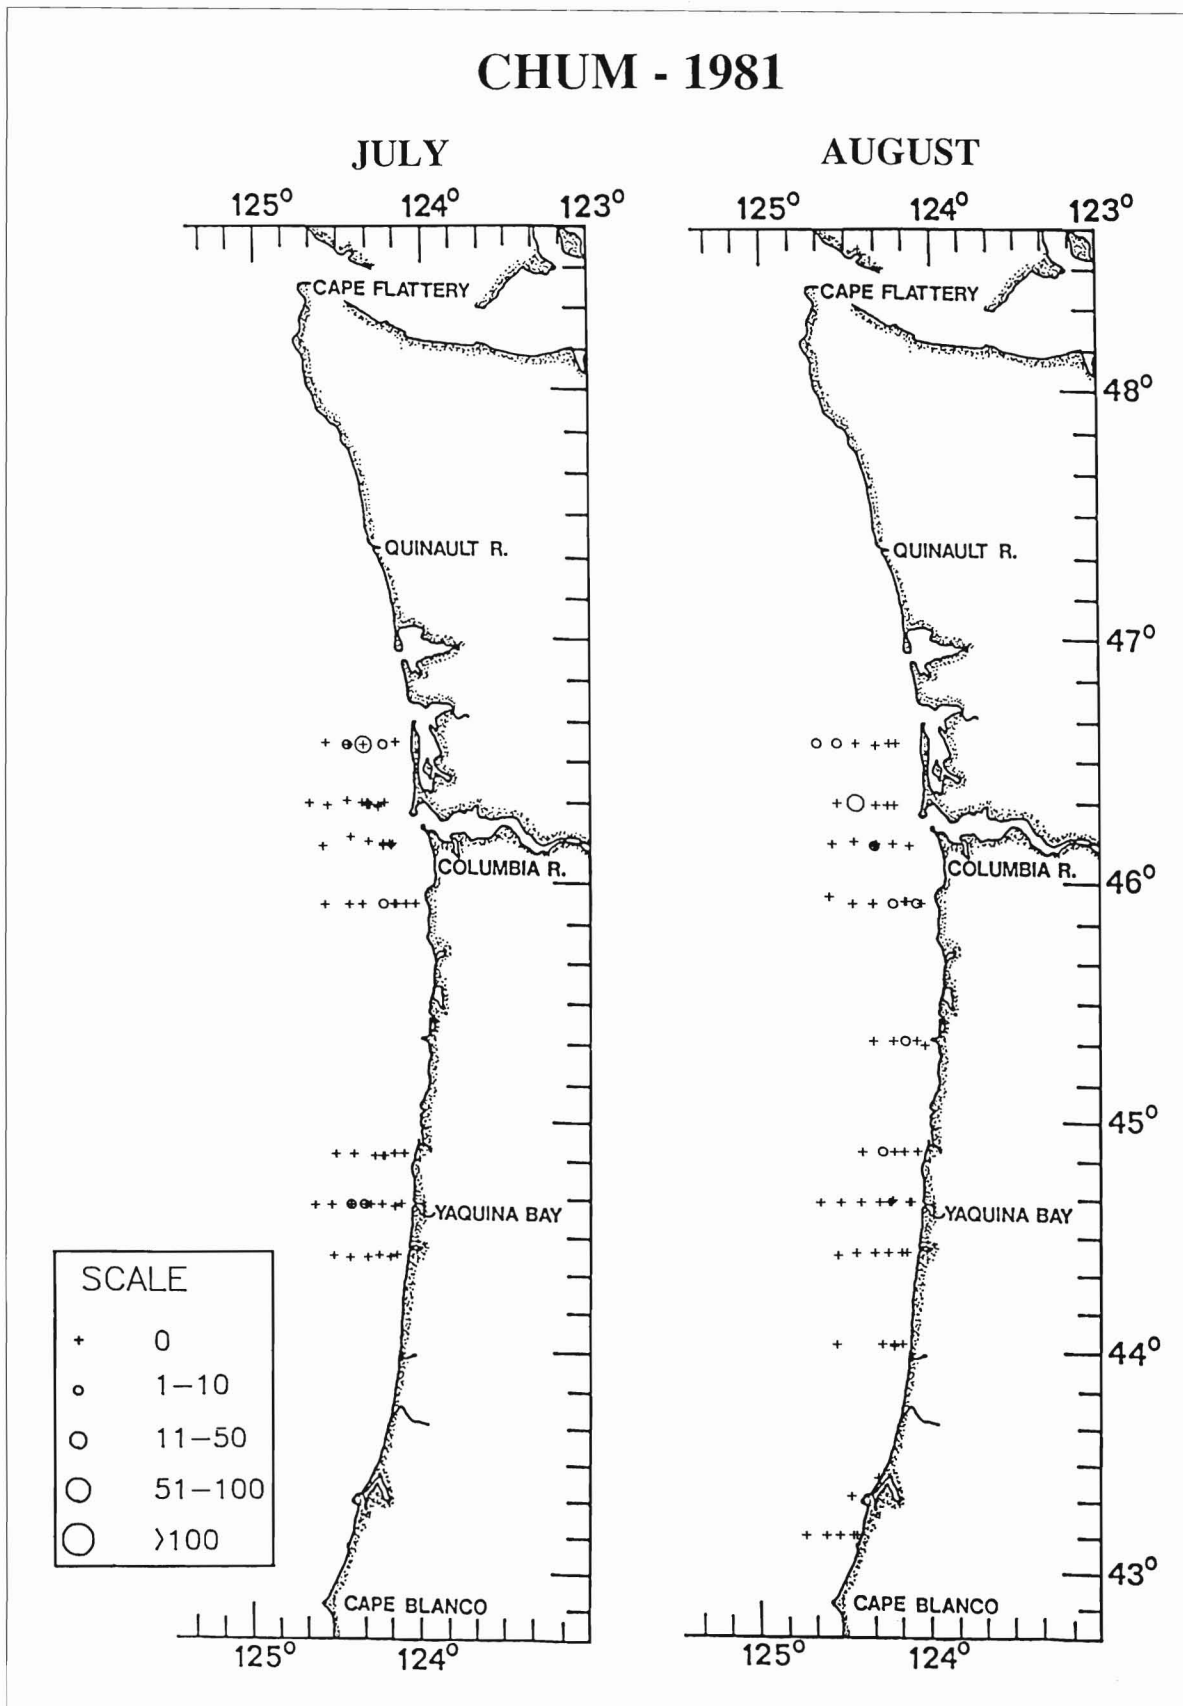 CHUM - 1981
JULY
AUGUST
125° 124° 123°
125° 124° 123°
CAPE FLATTERY
CAPE FLATTERY
48°
QUINAULT R.
QUINAULT R.
47°
COLUMBIA R.
COLUMBIA R.
46°
45°
YAQUINA BAY
YAQUINA BAY
SCALE
+ 0
1-10
11-50
51-100
>100
44°
43°
CAPE BLANCO
CAPE BLANCO
125° 124°
125° 124°